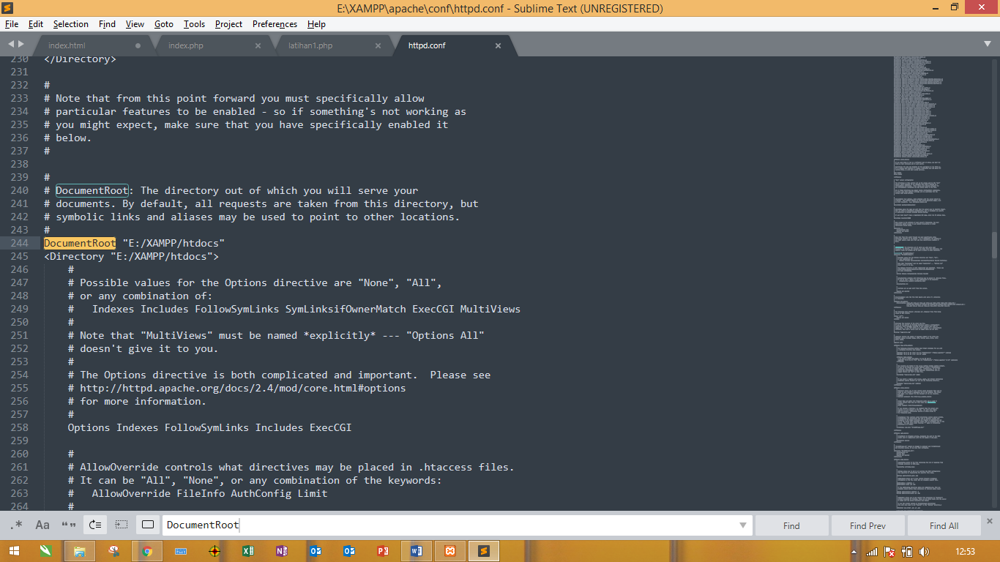 E:\XAMPP\apache\conf\httpd.conf - Sublime Text (UNREGISTERED)
File Edit Selection Find View Goto Tools Project Preferences Help
index.html
index.php
latihan1.php
httpd.conf
230 </Directory>
231
232 #
233 # Note that from this point forward you must specifically allow
234 # particular features to be enabled - so if something's not working as
235 # you might expect, make sure that you have specifically enabled it
236 # below.
237 #
238
239 #
240 # DocumentRoot: The directory out of which you will serve your
241 # documents. By default, all requests are taken from this directory, but
242 # symbolic links and aliases may be used to point to other locations.
243 #
244 DocumentRoot "E:/XAMPP/htdocs"
245 <Directory "E:/XAMPP/htdocs">
246 #
247 # Possible values for the Options directive are "None", "All",
248 # or any combination of:
249 #   Indexes Includes FollowSymLinks SymLinksifOwnerMatch ExecCGI MultiViews
250 #
251 # Note that "MultiViews" must be named *explicitly* --- "Options All"
252 # doesn't give it to you.
253 #
254 # The Options directive is both complicated and important.  Please see
255 # http://httpd.apache.org/docs/2.4/mod/core.html#options
256 # for more information.
257 #
258 Options Indexes FollowSymLinks Includes ExecCGI
259
260 #
261 # AllowOverride controls what directives may be placed in .htaccess files.
262 # It can be "All", "None", or any combination of the keywords:
263 #   AllowOverride FileInfo AuthConfig Limit
264 #
.* Aa "" DocumentRoot Find Find Prev Find All
12:53